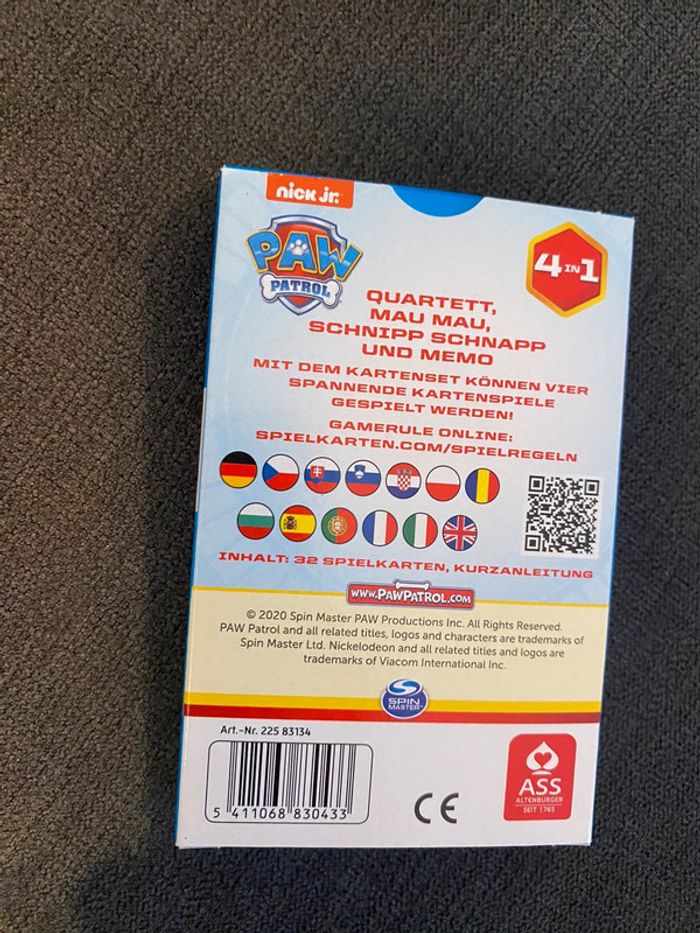 nick jr.
PAW
PATROL
4 IN 1
QUARTETT,
MAU MAU,
SCHNIPP SCHNAPP
UND MEMO
MIT DEM KARTENSET KÖNNEN VIER
SPANNENDE KARTENSPIELE
GESPIELT WERDEN!
GAMERULE ONLINE:
SPIELKARTEN.COM/SPIELREGELN
INHALT: 32 SPIELKARTEN, KURZANLEITUNG
www.PAWPATROL.COM
© 2020 Spin Master PAW Productions Inc. All Rights Reserved.
PAW Patrol and all related titles, logos and characters are trademarks of
Spin Master Ltd. Nickelodeon and all related titles and logos are
trademarks of Viacom International Inc.
SPIN
MASTER
Art.-Nr. 225 83134
5 411068 830433
CE
ASS
ALTENBURGER
SEIT 1765